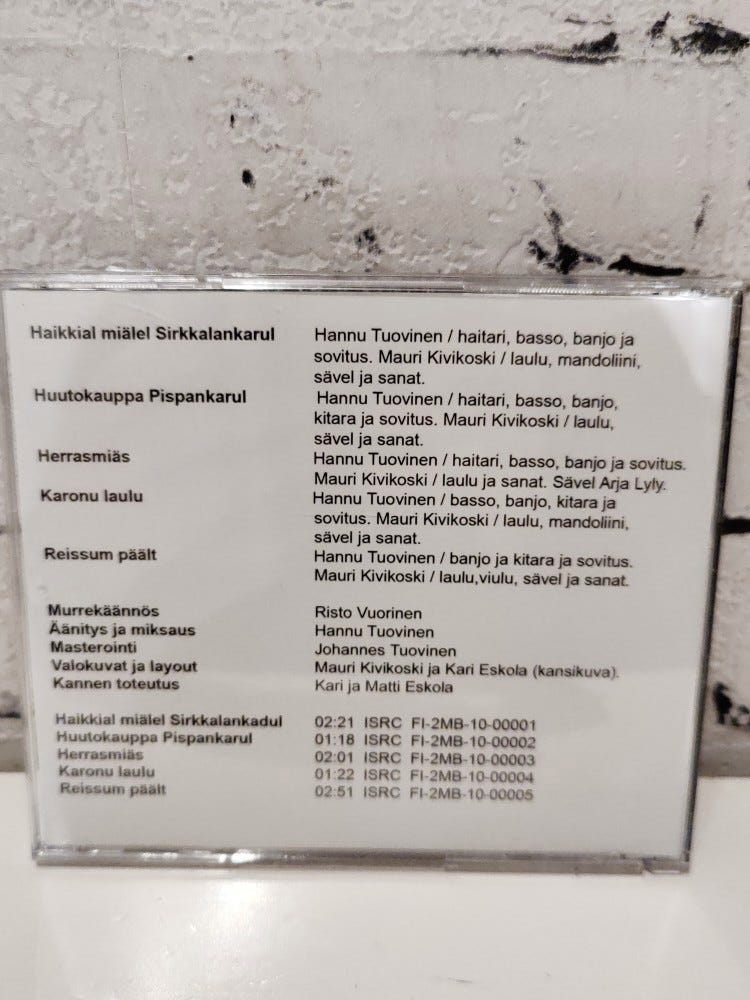 Haikkial miälel Sirkkalankarul Hannu Tuovinen / haitari, basso, banjo ja
sovitus. Mauri Kivikoski / laulu, mandoliini,
sävel ja sanat.
Huutokauppa Pispankarul Hannu Tuovinen / haitari, basso, banjo,
kitara ja sovitus. Mauri Kivikoski / laulu,
sävel ja sanat.
Herrasmiäs Hannu Tuovinen / haitari, basso, banjo ja sovitus.
Mauri Kivikoski / laulu ja sanat. Sävel Arja Lyly.
Karonu laulu Hannu Tuovinen / basso, banjo, kitara ja
sovitus. Mauri Kivikoski / laulu, mandoliini,
sävel ja sanat.
Reissum päält Hannu Tuovinen / banjo ja kitara ja sovitus.
Mauri Kivikoski / laulu,viulu, sävel ja sanat.
Murrekäännös Risto Vuorinen
Äänitys ja miksaus Hannu Tuovinen
Masterointi Johannes Tuovinen
Valokuvat ja layout Mauri Kivikoski ja Kari Eskola (kansikuva).
Kannen toteutus Kari ja Matti Eskola
Haikkial miälel Sirkkalankadul 02:21 ISRC FI-2MB-10-00001
Huutokauppa Pispankarul 01:18 ISRC FI-2MB-10-00002
Herrasmiäs 02:01 ISRC FI-2MB-10-00003
Karonu laulu 01:22 ISRC FI-2MB-10-00004
Reissum päält 02:51 ISRC FI-2MB-10-00005